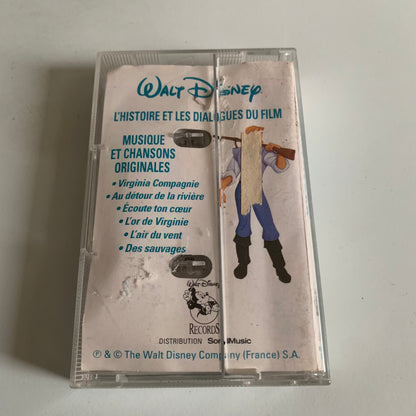 WALT DISNEY
L'HISTOIRE ET LES DIALOGUES DU FILM
MUSIQUE
ET CHANSONS
ORIGINALES
• Virginia Compagnie
• Au détour de la rivière
• Écoute ton cœur
• L'or de Virginie
• L'air du vent
• Des sauvages
WALT DISNEY
RECORDS
DISTRIBUTION Sony Music
℗ & © The Walt Disney Company (France) S.A.